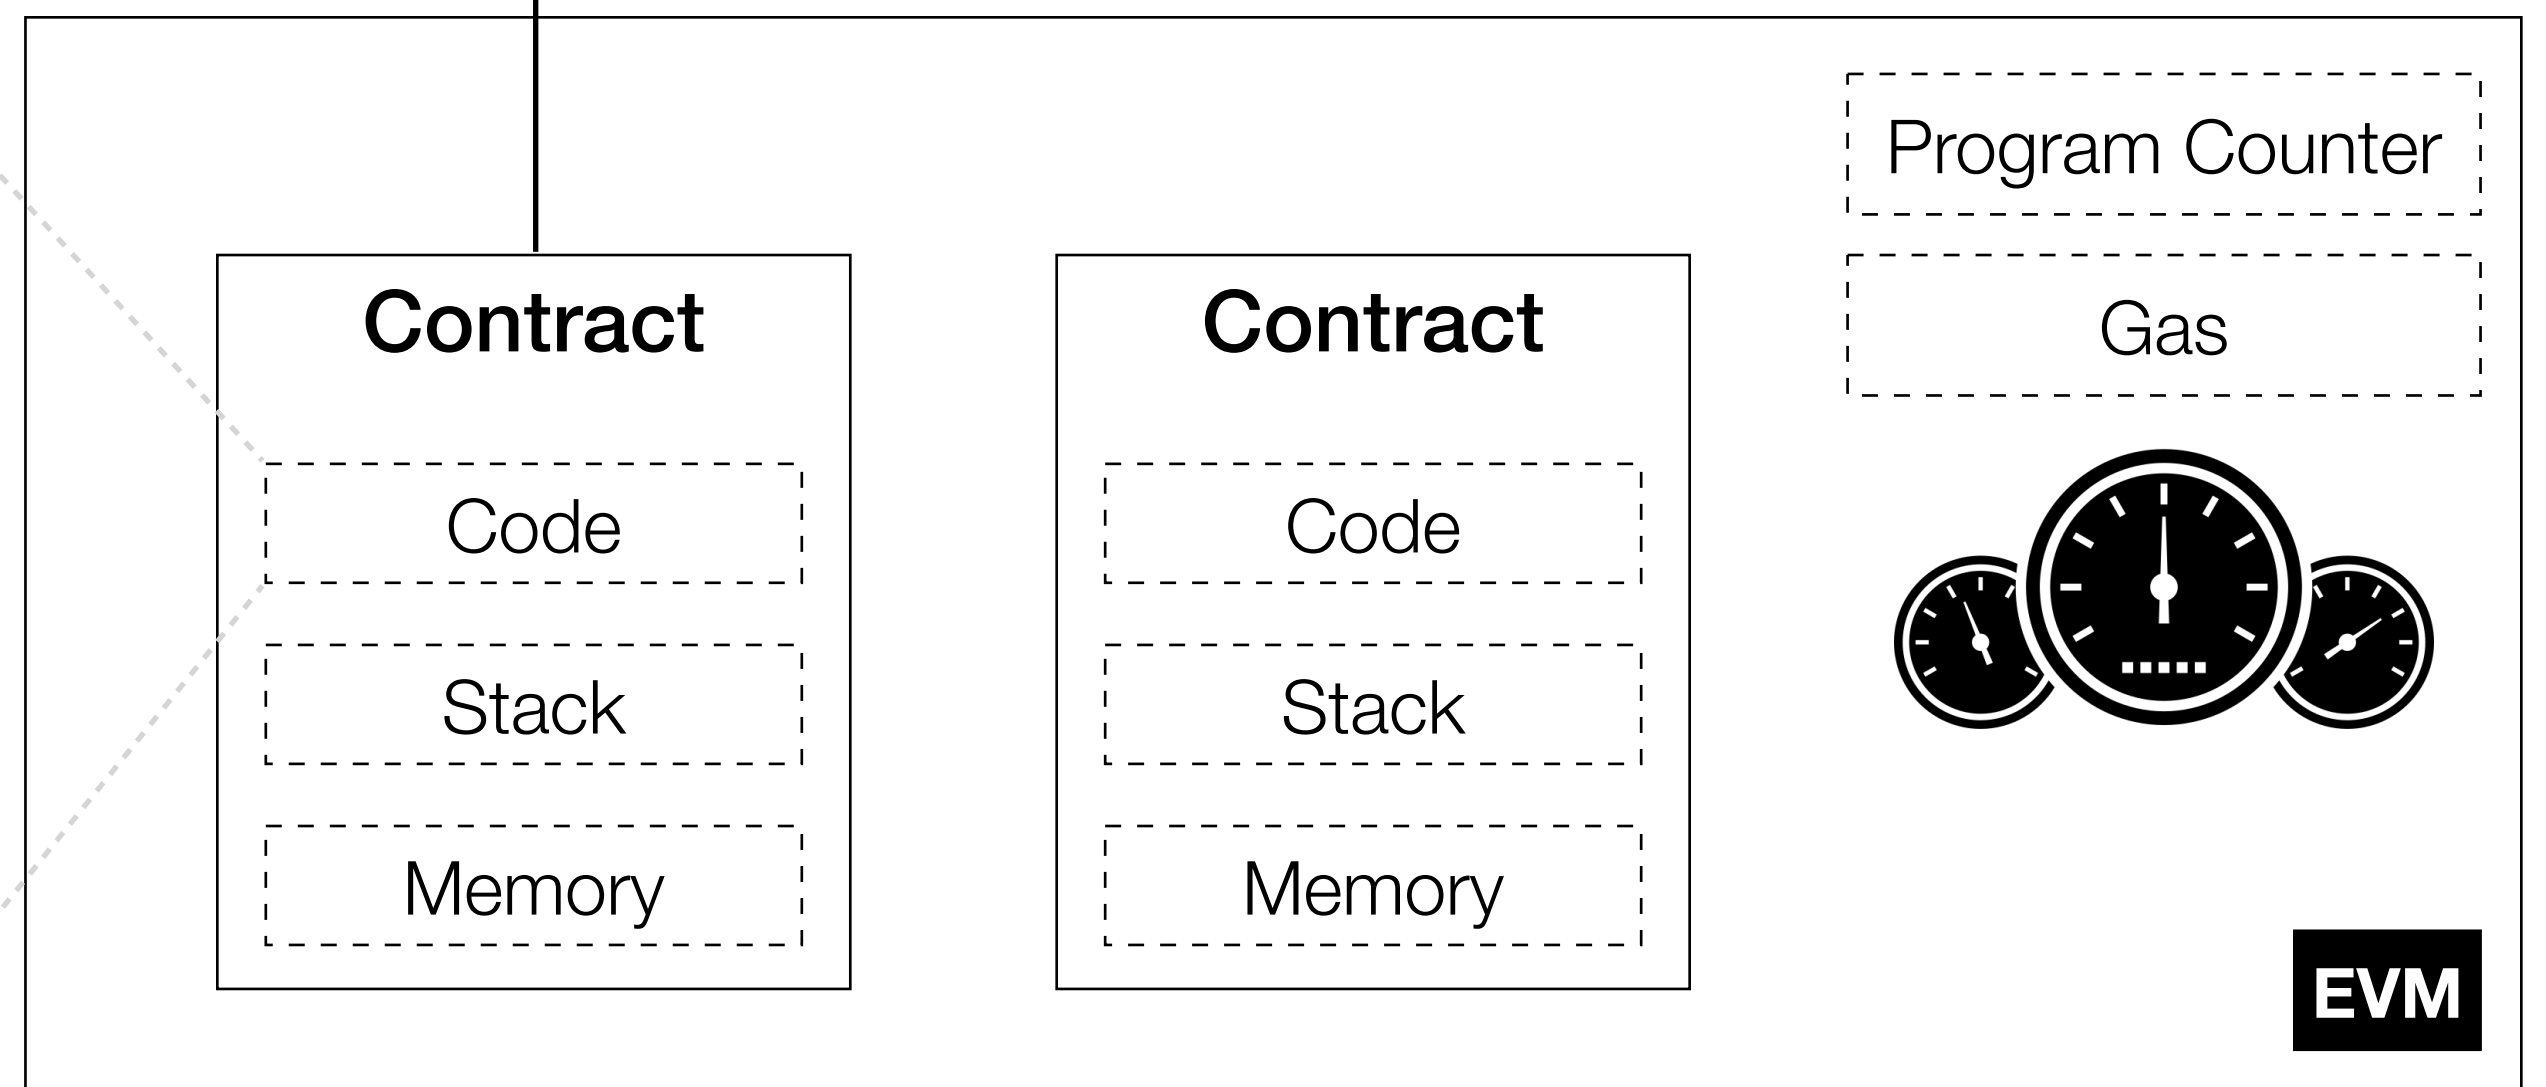 Program Counter
Gas
Contract
Code
Stack
Memory
Contract
Code
Stack
Memory
EVM